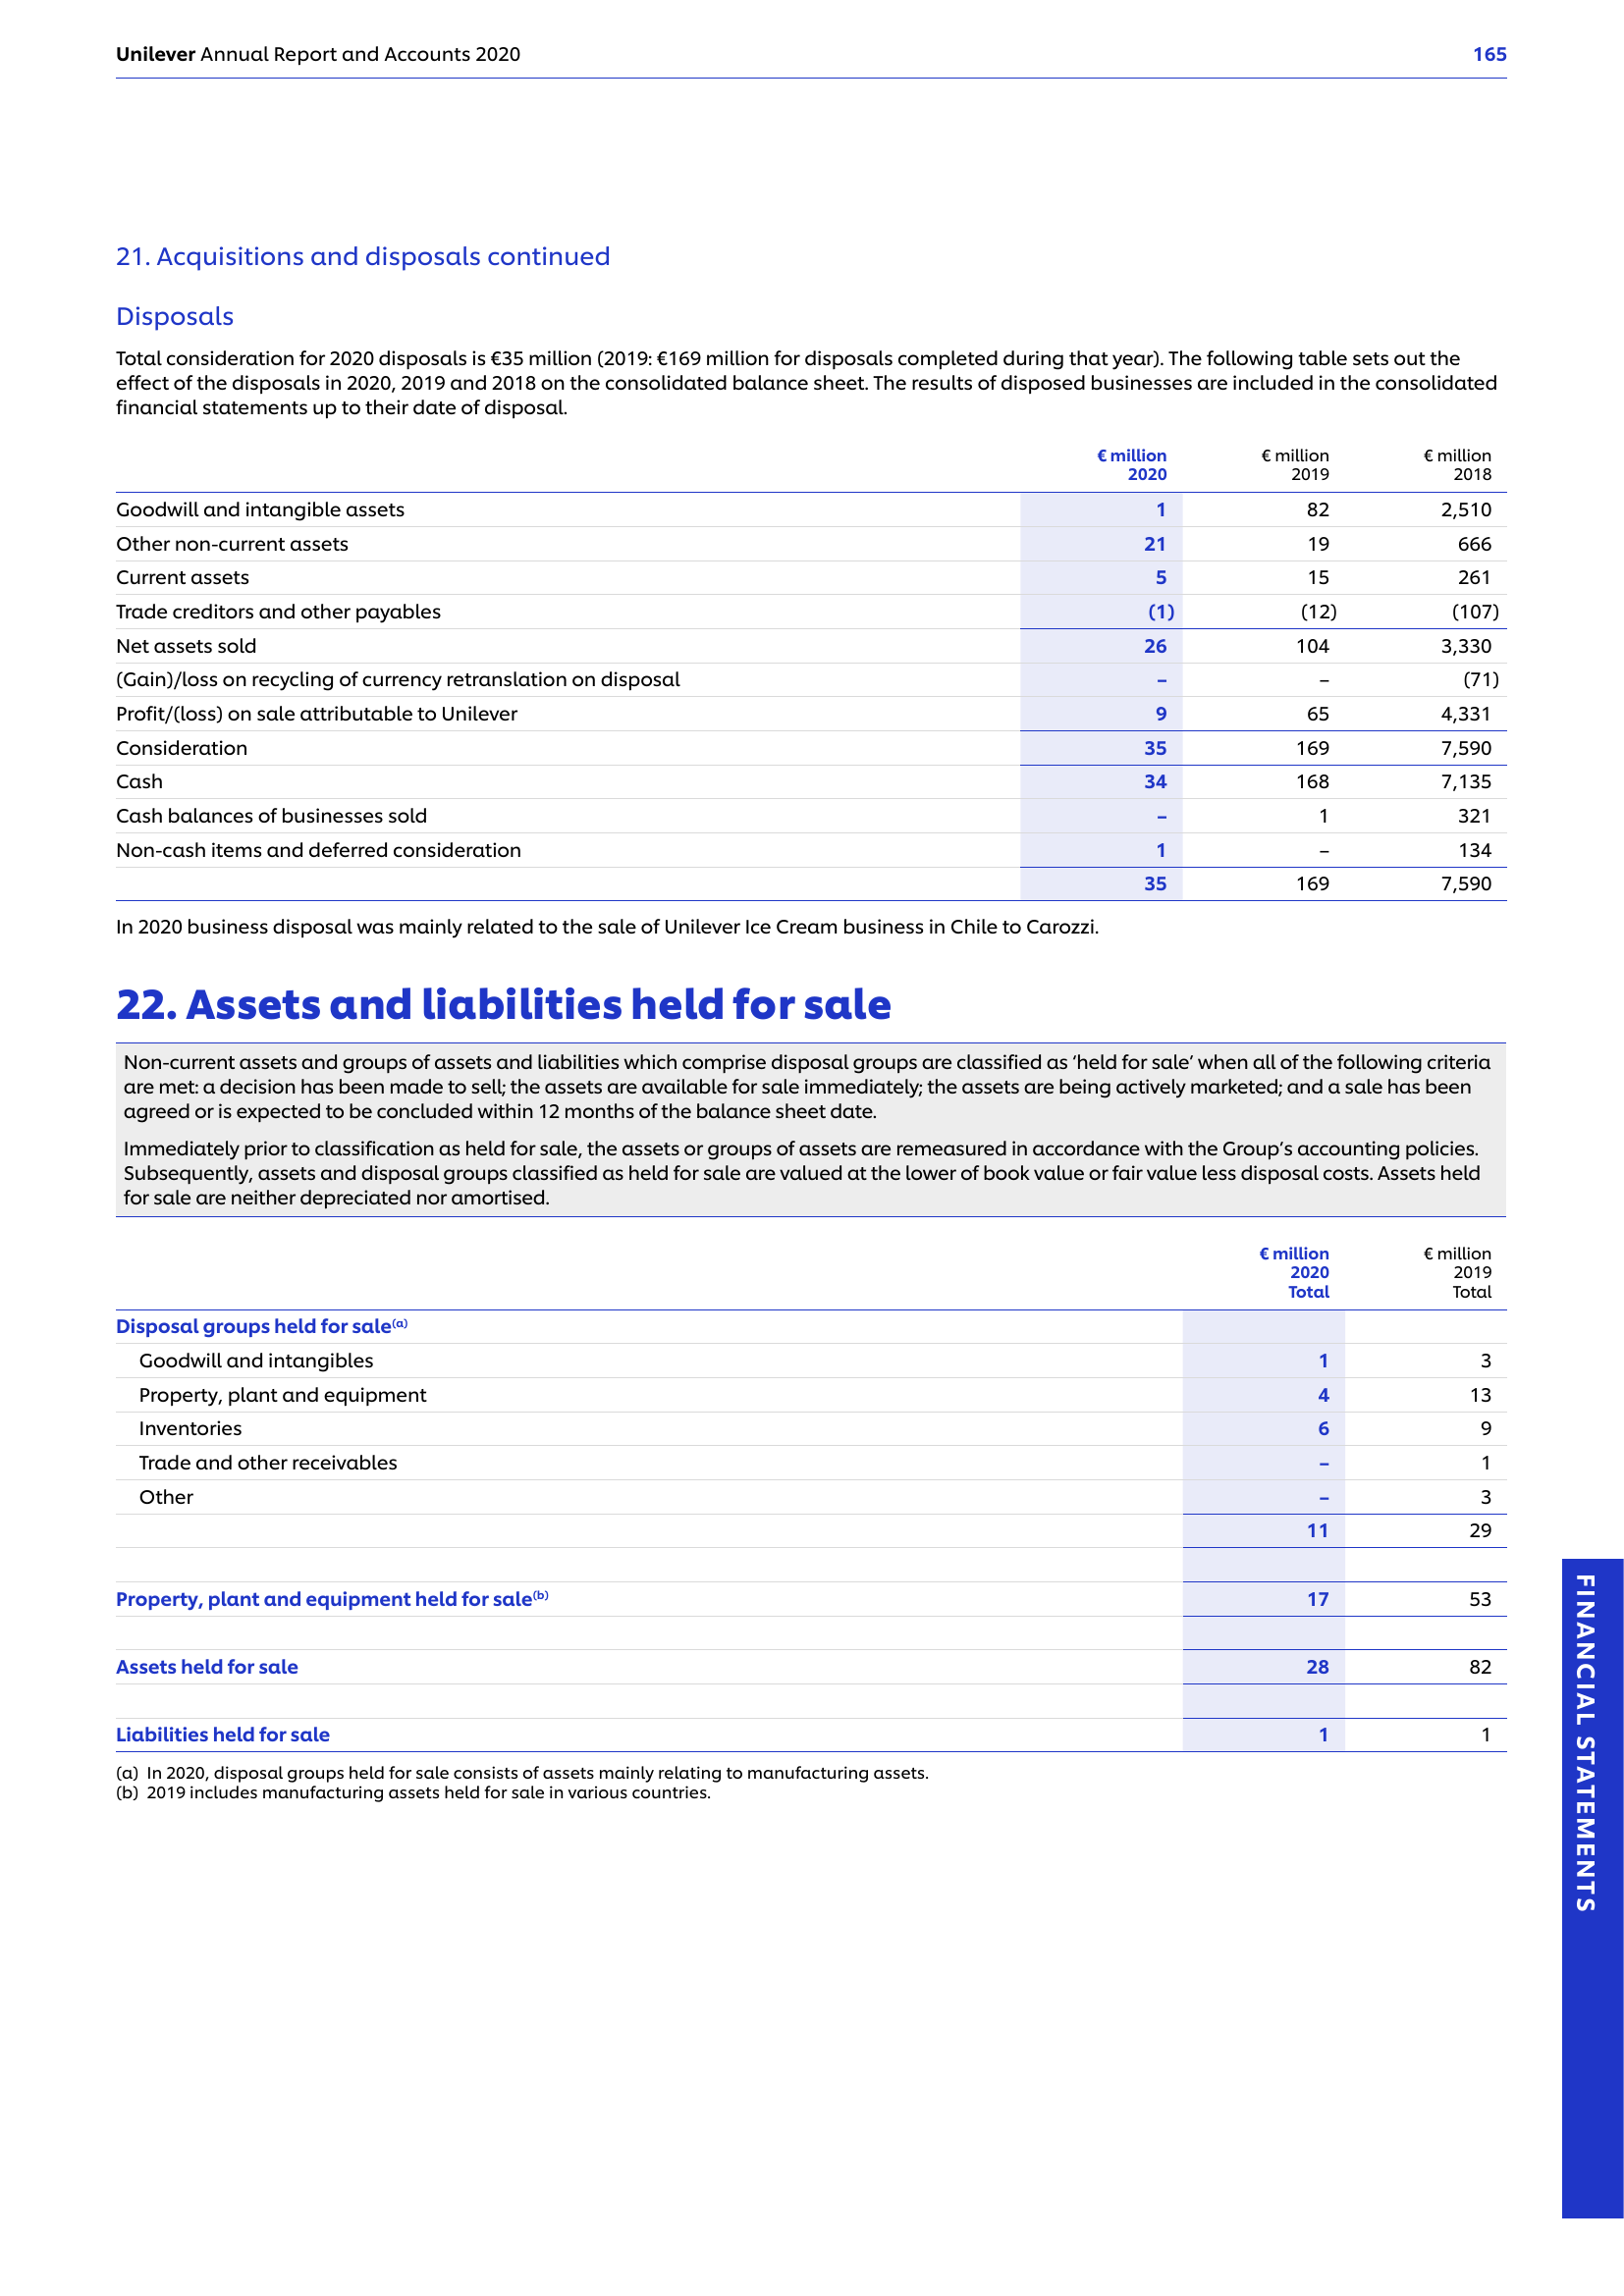 Unilever Annual Report and Accounts 2020 165
21. Acquisitions and disposals continued
Disposals
Total consideration for 2020 disposals is €35 million (2019: €169 million for disposals completed during that year). The following table sets out the
effect of the disposals in 2020, 2019 and 2018 on the consolidated balance sheet. The results of disposed businesses are included in the consolidated
financial statements up to their date of disposal.
€ million € million € million
2020 2019 2018
Goodwill and intangible assets 1 82 2,510
Other non-current assets 21 19 666
Current assets 5 15 261
Trade creditors and other payables (1) (12) (107)
Net assets sold 26 104 3,330
(Gain)/loss on recycling of currency retranslation on disposal – – (71)
Profit/(loss) on sale attributable to Unilever 9 65 4,331
Consideration 35 169 7,590
Cash 34 168 7,135
Cash balances of businesses sold – 1 321
Non-cash items and deferred consideration 1 – 134
35 169 7,590
In 2020 business disposal was mainly related to the sale of Unilever Ice Cream business in Chile to Carozzi.
22. Assets and liabilities held for sale
Non-current assets and groups of assets and liabilities which comprise disposal groups are classified as ‘held for sale’ when all of the following criteria
are met: a decision has been made to sell; the assets are available for sale immediately; the assets are being actively marketed; and a sale has been
agreed or is expected to be concluded within 12 months of the balance sheet date.
Immediately prior to classification as held for sale, the assets or groups of assets are remeasured in accordance with the Group’s accounting policies.
Subsequently, assets and disposal groups classified as held for sale are valued at the lower of book value or fair value less disposal costs. Assets held
for sale are neither depreciated nor amortised.
€ million € million
2020 2019
Total Total
Disposal groups held for sale(a)
Goodwill and intangibles 1 3
Property, plant and equipment 4 13
Inventories 6 9
Trade and other receivables – 1
Other – 3
11 29
Property, plant and equipment held for sale(b) 17 53
Assets held for sale 28 82
Liabilities held for sale 1 1
(a) In 2020, disposal groups held for sale consists of assets mainly relating to manufacturing assets.
(b) 2019 includes manufacturing assets held for sale in various countries.
FINANCIAL STATEMENTS